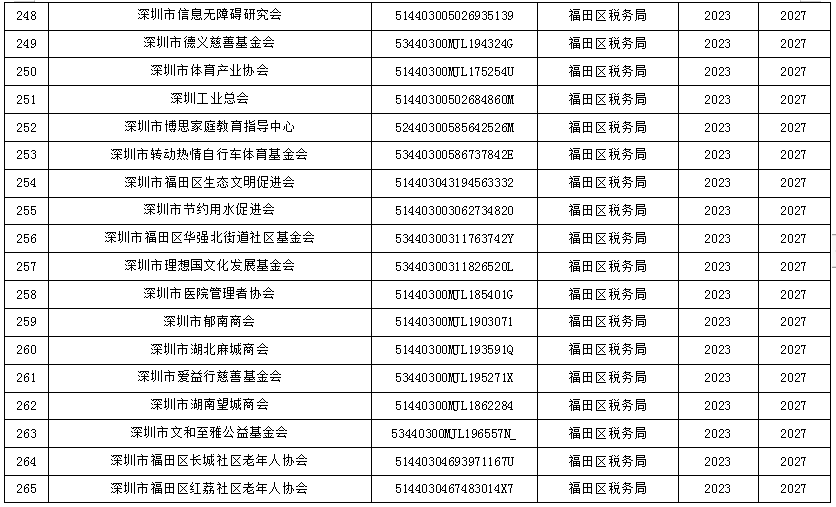 248 深圳市信息无障碍研究会 514403005026935139 福田区税务局 2023 2027
249 深圳市德义慈善基金会 53440300MJL194324G 福田区税务局 2023 2027
250 深圳市体育产业协会 51440300MJL175254U 福田区税务局 2023 2027
251 深圳工业总会 51440300502684860M 福田区税务局 2023 2027
252 深圳市博思家庭教育指导中心 52440300585642526M 福田区税务局 2023 2027
253 深圳市转动热情自行车体育基金会 53440300586737842E 福田区税务局 2023 2027
254 深圳市福田区生态文明促进会 514403043194563332 福田区税务局 2023 2027
255 深圳市节约用水促进会 514403003062734820 福田区税务局 2023 2027
256 深圳市福田区华强北街道社区基金会 53440300311763742Y 福田区税务局 2023 2027
257 深圳市理想国文化发展基金会 53440300311826520L 福田区税务局 2023 2027
258 深圳市医院管理者协会 51440300MJL185401G 福田区税务局 2023 2027
259 深圳市郁南商会 51440300MJL1903071 福田区税务局 2023 2027
260 深圳市湖北麻城商会 51440300MJL193591Q 福田区税务局 2023 2027
261 深圳市爱益行慈善基金会 53440300MJL195271X 福田区税务局 2023 2027
262 深圳市湖南望城商会 51440300MJL1862284 福田区税务局 2023 2027
263 深圳市文和至雅公益基金会 53440300MJL196557N_ 福田区税务局 2023 2027
264 深圳市福田区长城社区老年人协会 51440304693971167U 福田区税务局 2023 2027
265 深圳市福田区红荔社区老年人协会 5144030467483014X7 福田区税务局 2023 2027